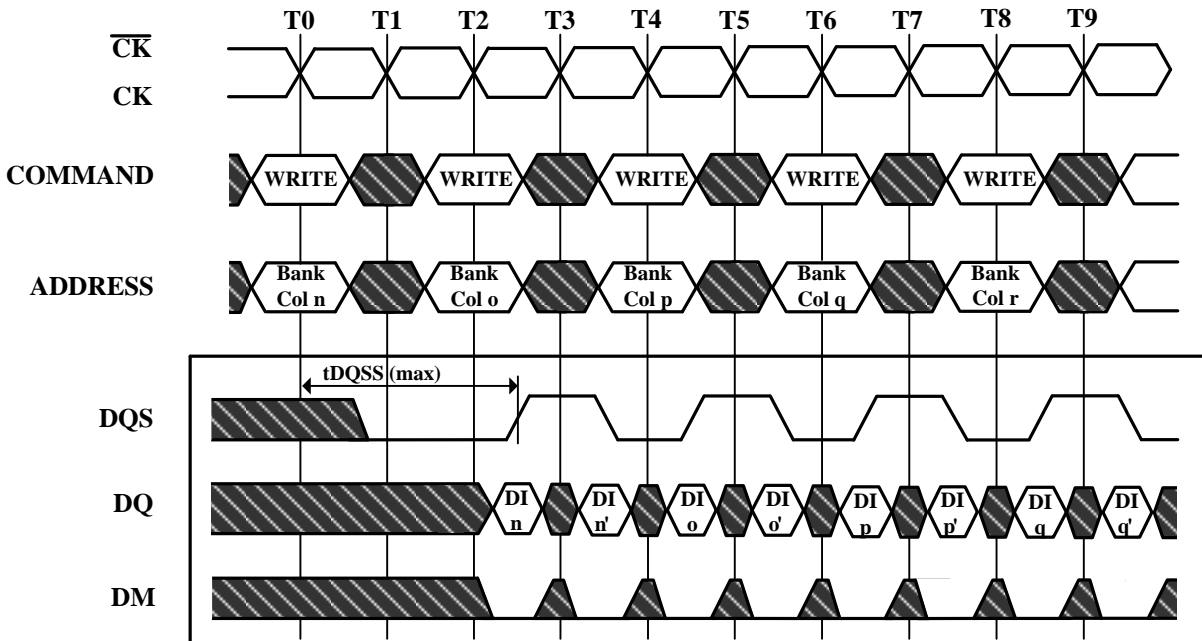 T0 T1 T2 T3 T4 T5 T6 T7 T8 T9
CK
CK
COMMAND WRITE WRITE WRITE WRITE WRITE
ADDRESS
Bank Bank Bank Bank Bank
Col n Col o Col p Col q Col r
tDQSS (max)
DQS
DQ
DI DI DI DI DI DI DI DI
n n' o o' p p' q q'
DM